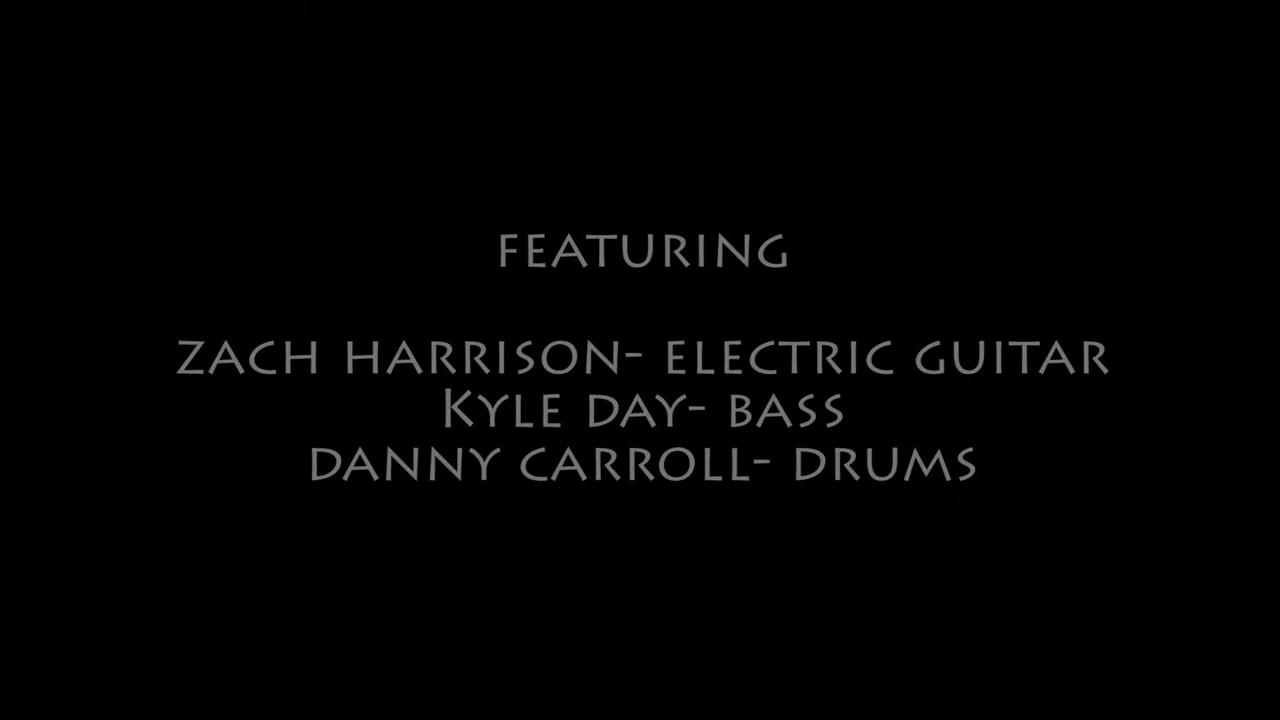 FEATURING
ZACH HARRISON- ELECTRIC GUITAR
KYLE DAY- BASS
DANNY CARROLL- DRUMS